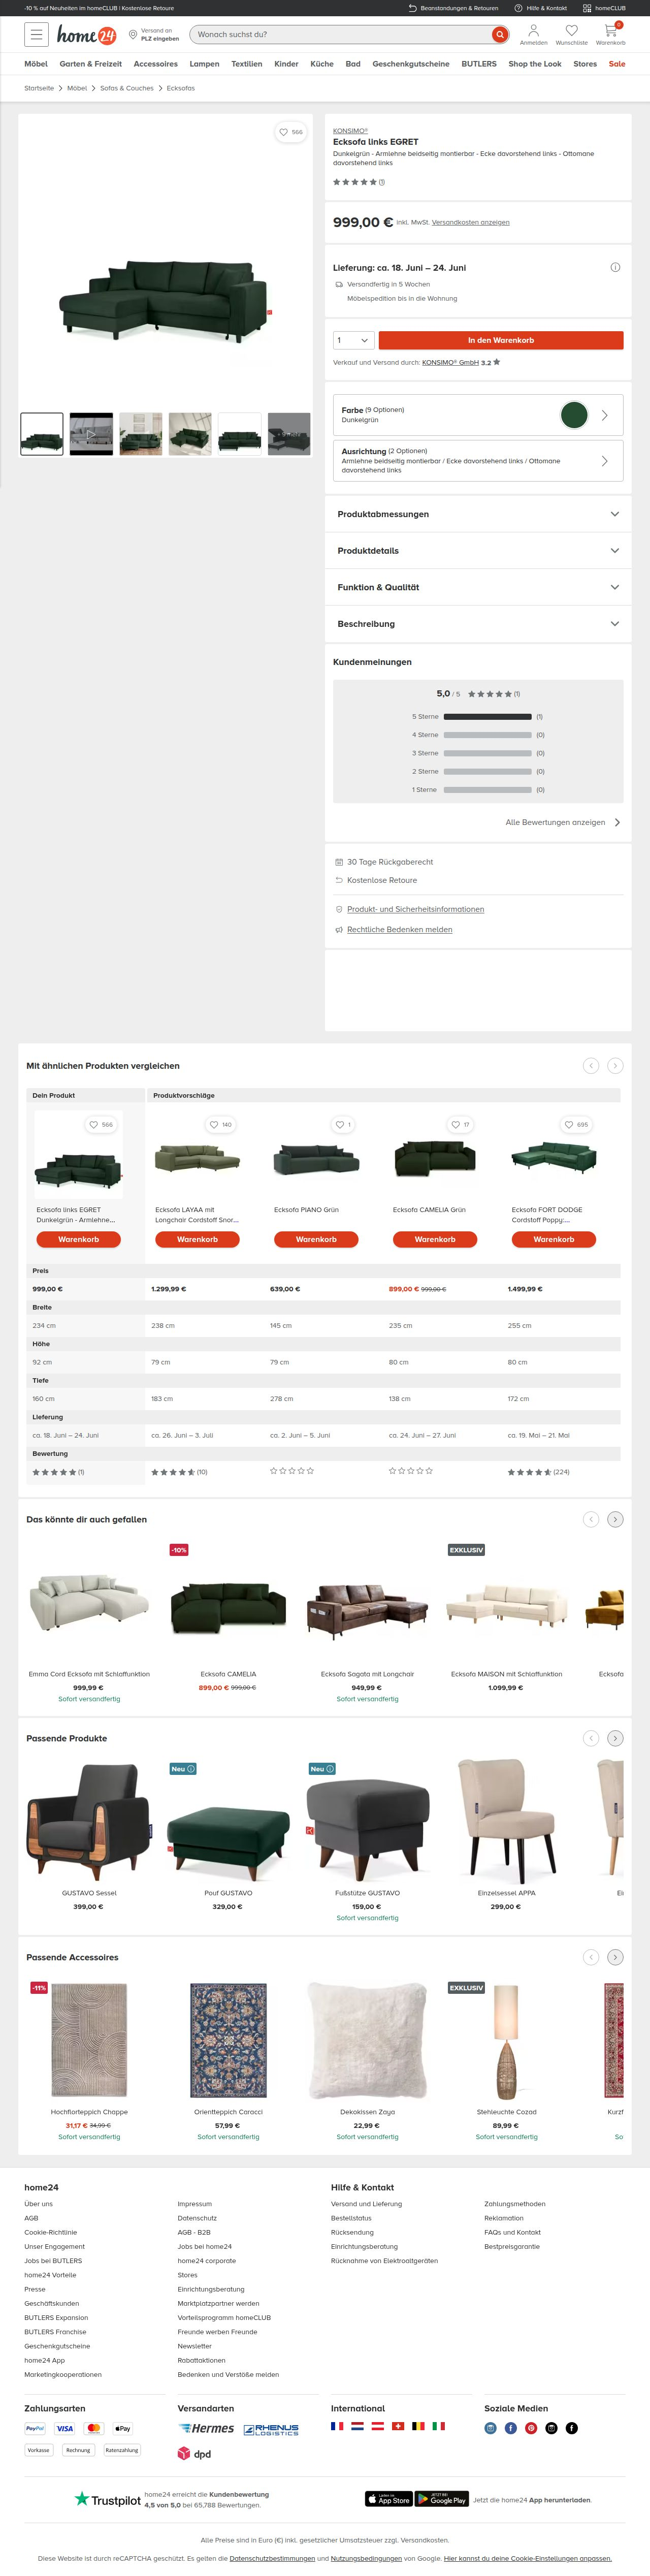 -10 % auf Neuheiten im homeCLUB I Kostenlose Retoure
Beanstandungen & Retouren
Hilfe & Kontakt
homeCLUB
home24
Versand an
PLZ eingeben
Wonach suchst du?
Anmelden
Wunschliste
0
Warenkorb
Möbel Garten & Freizeit Accessoires Lampen Textilien Kinder Küche Bad Geschenkgutscheine BUTLERS Shop the Look Stores Sale
Startseite > Möbel > Sofas & Couches > Ecksofas
566
KONSIMO®
Ecksofa links EGRET
Dunkelgrün - Armlehne beidseitig montierbar - Ecke davorstehend links - Ottomane
davorstehend links
(1)
999,00 € inkl. MwSt. Versandkosten anzeigen
Lieferung: ca. 18. Juni – 24. Juni
Versandfertig in 5 Wochen
Möbelspedition bis in die Wohnung
1
In den Warenkorb
Verkauf und Versand durch: KONSIMO® GmbH 3.2
Farbe (9 Optionen)
Dunkelgrün
Ausrichtung (2 Optionen)
Armlehne beidseitig montierbar / Ecke davorstehend links / Ottomane
davorstehend links
Produktabmessungen
Produktdetails
Funktion & Qualität
Beschreibung
Kundenmeinungen
5,0 / 5 (1)
5 Sterne (1)
4 Sterne (0)
3 Sterne (0)
2 Sterne (0)
1 Sterne (0)
Alle Bewertungen anzeigen
30 Tage Rückgaberecht
Kostenlose Retoure
Produkt- und Sicherheitsinformationen
Rechtliche Bedenken melden
Mit ähnlichen Produkten vergleichen
Dein Produkt
Produktvorschläge
566 140 1 17 695
Ecksofa links EGRET
Dunkelgrün - Armlehne...
Ecksofa LAYAA mit
Longchair Cordstoff Snor...
Ecksofa PIANO Grün
Ecksofa CAMELIA Grün
Ecksofa FORT DODGE
Cordstoff Poppy:...
Warenkorb Warenkorb Warenkorb Warenkorb Warenkorb
Preis
999,00 € 1.299,99 € 639,00 € 899,00 € 999,00 € 1.499,99 €
Breite
234 cm 238 cm 145 cm 235 cm 255 cm
Höhe
92 cm 79 cm 79 cm 80 cm 80 cm
Tiefe
160 cm 183 cm 278 cm 138 cm 172 cm
Lieferung
ca. 18. Juni – 24. Juni ca. 26. Juni – 3. Juli ca. 2. Juni – 5. Juni ca. 24. Juni – 27. Juni ca. 19. Mai – 21. Mai
Bewertung
(1) (10) (224)
Das könnte dir auch gefallen
-10%
EXKLUSIV
Emma Cord Ecksofa mit Schlaffunktion
999,99 €
Sofort versandfertig
Ecksofa CAMELIA
899,00 € 999,00 €
Ecksofa Sagata mit Longchair
949,99 €
Sofort versandfertig
Ecksofa MAISON mit Schlaffunktion
1.099,99 €
Ecksofa
Passende Produkte
Neu
Neu
GUSTAVO Sessel
399,00 €
Pouf GUSTAVO
329,00 €
Fußstütze GUSTAVO
159,00 €
Sofort versandfertig
Einzelsessel APPA
299,00 €
Passende Accessoires
-11%
EXKLUSIV
Hochflorteppich Chappe
31,17 € 34,99 €
Sofort versandfertig
Orientteppich Caracci
57,99 €
Sofort versandfertig
Dekokissen Zaya
22,99 €
Sofort versandfertig
Stehleuchte Cozad
89,99 €
Sofort versandfertig
Kurzf
So
home24
Über uns
AGB
Cookie-Richtlinie
Unser Engagement
Jobs bei BUTLERS
home24 Vorteile
Presse
Geschäftskunden
BUTLERS Expansion
BUTLERS Franchise
Geschenkgutscheine
home24 App
Marketingkooperationen
Impressum
Datenschutz
AGB - B2B
Jobs bei home24
home24 corporate
Stores
Einrichtungsberatung
Marktplatzpartner werden
Vorteilsprogramm homeCLUB
Freunde werben Freunde
Newsletter
Rabattaktionen
Bedenken und Verstöße melden
Hilfe & Kontakt
Versand und Lieferung
Bestellstatus
Rücksendung
Einrichtungsberatung
Rücknahme von Elektroaltgeräten
Zahlungsmethoden
Reklamation
FAQs und Kontakt
Bestpreisgarantie
Zahlungsarten
PayPal VISA mastercard Pay
Vorkasse Rechnung Ratenzahlung
Versandarten
Hermes RHENUS LOGISTICS
dpd
International
Soziale Medien
Trustpilot
home24 erreicht die Kundenbewertung
4,5 von 5,0 bei 65,788 Bewertungen.
Laden im App Store
JETZT BEI Google Play
Jetzt die home24 App herunterladen.
Alle Preise sind in Euro (€) inkl. gesetzlicher Umsatzsteuer zzgl. Versandkosten.
Diese Website ist durch reCAPTCHA geschützt. Es gelten die Datenschutzbestimmungen und Nutzungsbedingungen von Google. Hier kannst du deine Cookie-Einstellungen anpassen.